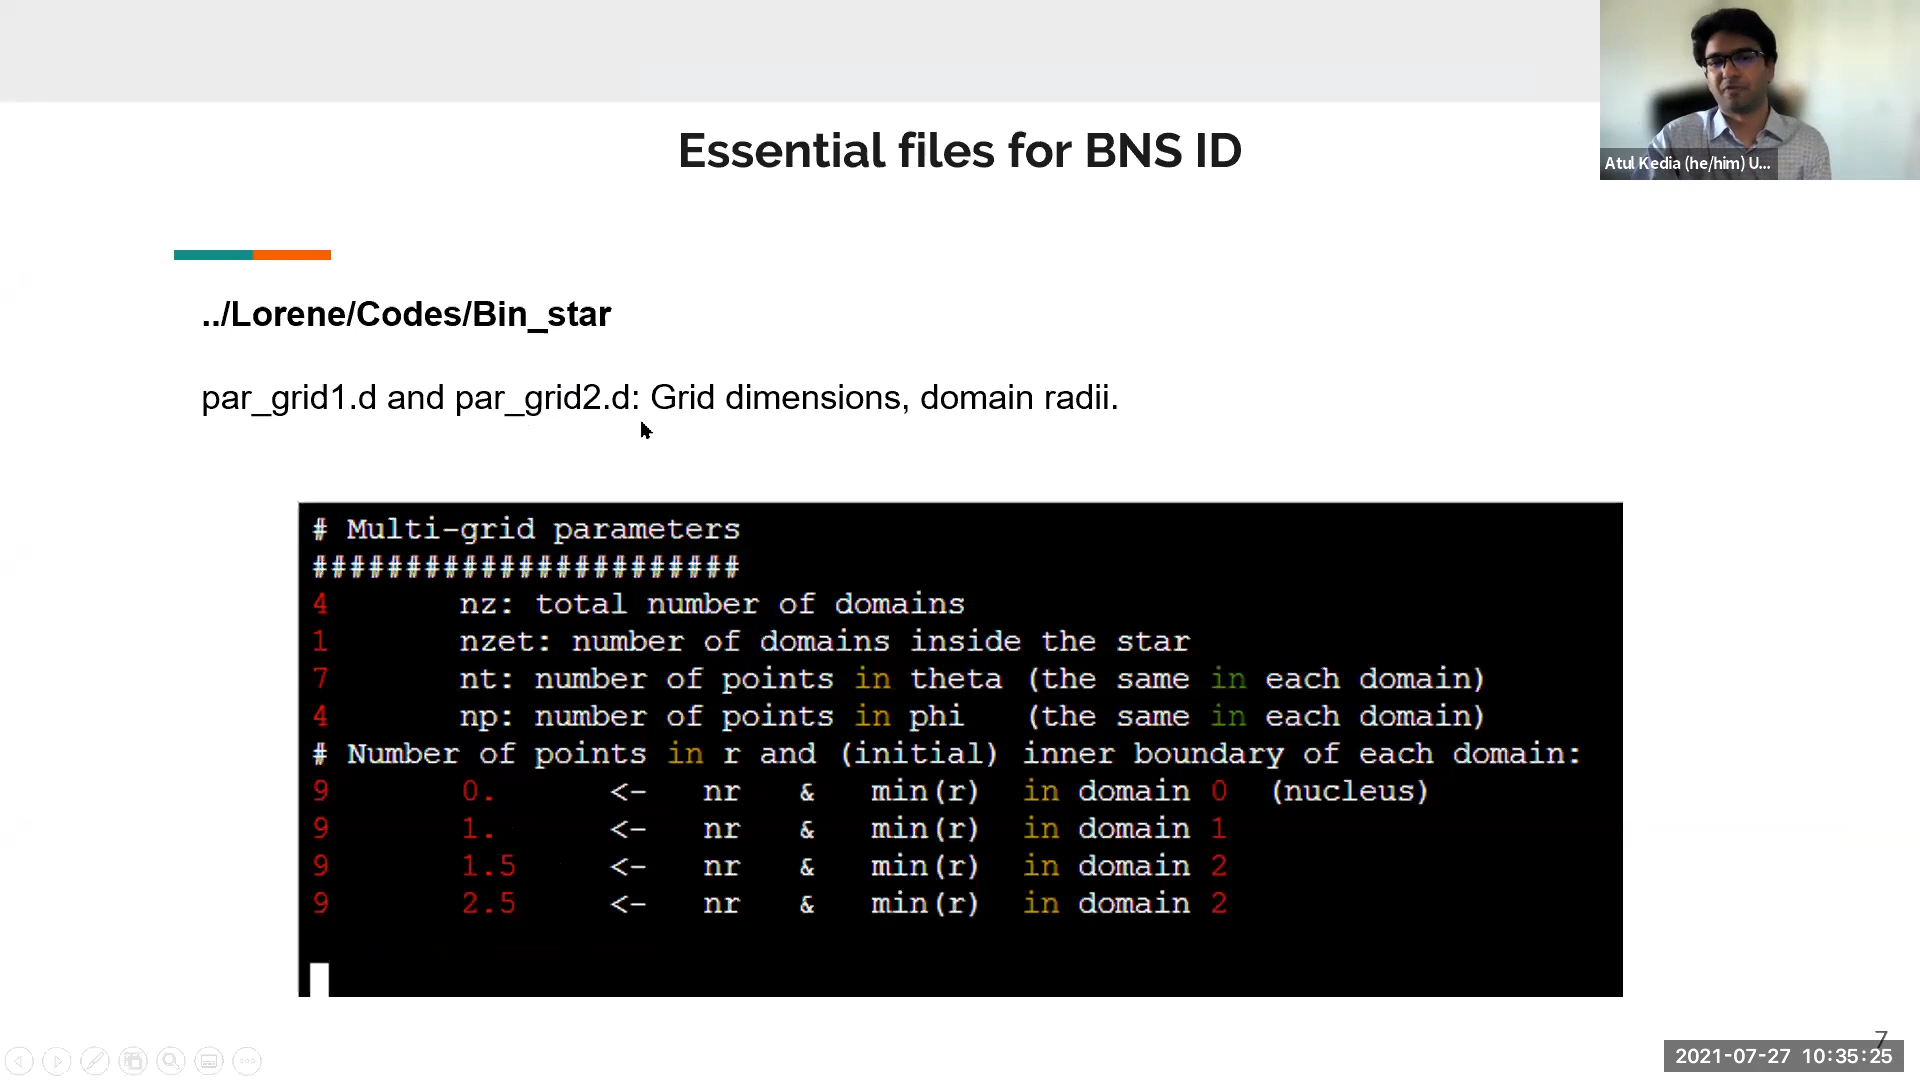 Essential files for BNS ID
Atul Kedia (he/him) U...
../Lorene/Codes/Bin_star
par_grid1.d and par_grid2.d: Grid dimensions, domain radii.
# Multi-grid parameters
#######################
4 nz: total number of domains
1 nzet: number of domains inside the star
7 nt: number of points in theta (the same in each domain)
4 np: number of points in phi (the same in each domain)
# Number of points in r and (initial) inner boundary of each domain:
9 0. <- nr & min(r) in domain 0 (nucleus)
9 1. <- nr & min(r) in domain 1
9 1.5 <- nr & min(r) in domain 2
9 2.5 <- nr & min(r) in domain 2
7
2021-07-27 10:35:25